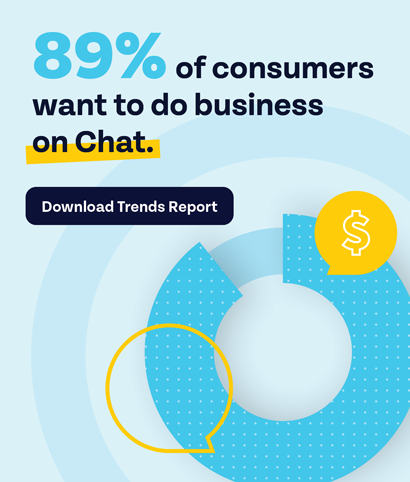 89% of consumers
want to do business
on Chat.
Download Trends Report
$